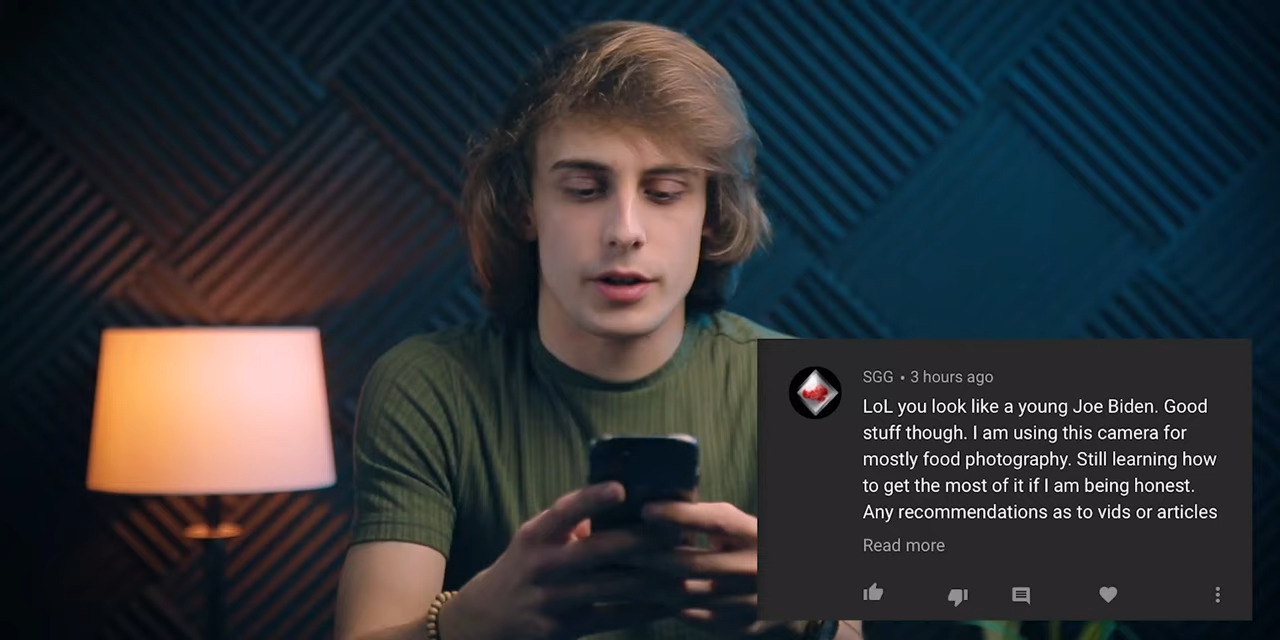 SGG • 3 hours ago
LoL you look like a young Joe Biden. Good
stuff though. I am using this camera for
mostly food photography. Still learning how
to get the most of it if I am being honest.
Any recommendations as to vids or articles
Read more